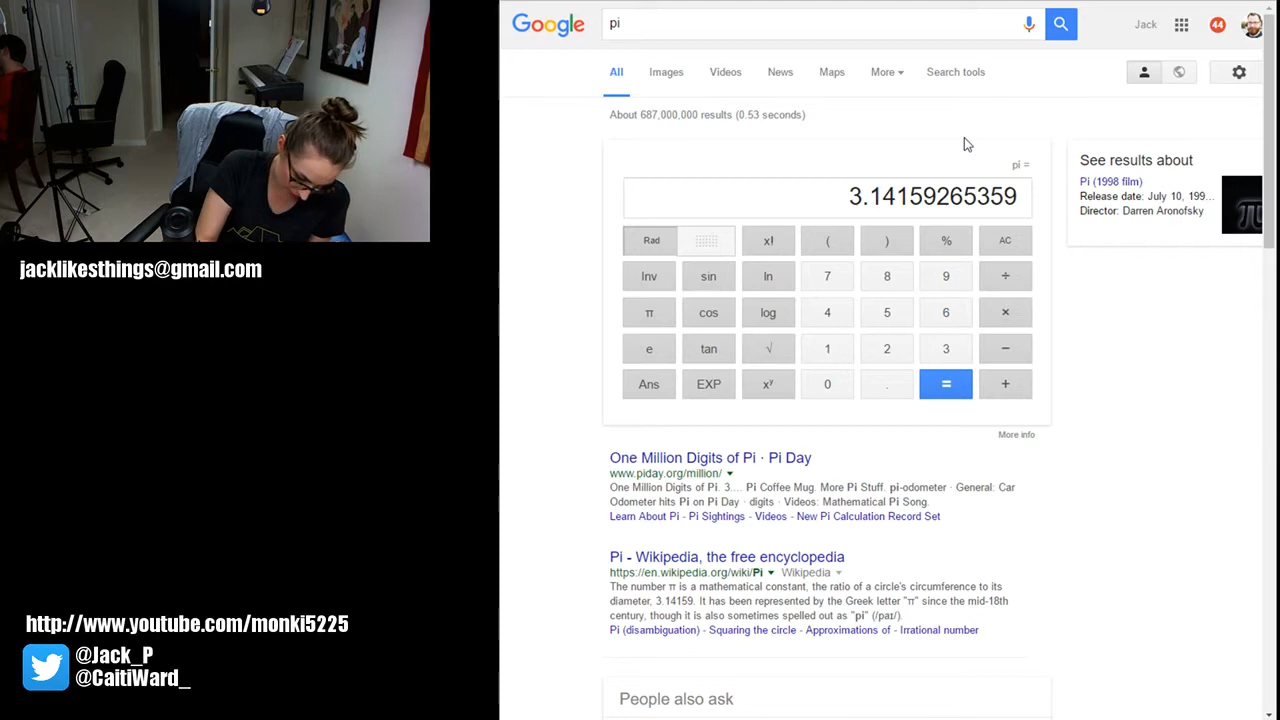 Google
pi
Jack
44
All
Images
Videos
News
Maps
More
Search tools
About 687,000,000 results (0.53 seconds)
pi =
3.14159265359
Rad x! ( ) % AC
Inv sin ln 7 8 9 ÷
π cos log 4 5 6 ×
e tan √ 1 2 3 −
Ans EXP xʸ 0 . = +
More info
See results about
Pi (1998 film)
Release date: July 10, 199...
Director: Darren Aronofsky
One Million Digits of Pi · Pi Day
www.piday.org/million/
One Million Digits of Pi. 3.... Pi Coffee Mug. More Pi Stuff. pi-odometer · General: Car
Odometer hits Pi on Pi Day · digits · Videos: Mathematical Pi Song.
Learn About Pi - Pi Sightings - Videos - New Pi Calculation Record Set
Pi - Wikipedia, the free encyclopedia
https://en.wikipedia.org/wiki/Pi Wikipedia
The number π is a mathematical constant, the ratio of a circle's circumference to its
diameter, 3.14159. It has been represented by the Greek letter "π" since the mid-18th
century, though it is also sometimes spelled out as "pi" (/paɪ/).
Pi (disambiguation) - Squaring the circle - Approximations of - Irrational number
People also ask
jacklikesthings@gmail.com
http://www.youtube.com/monki5225
@Jack_P
@CaitiWard_